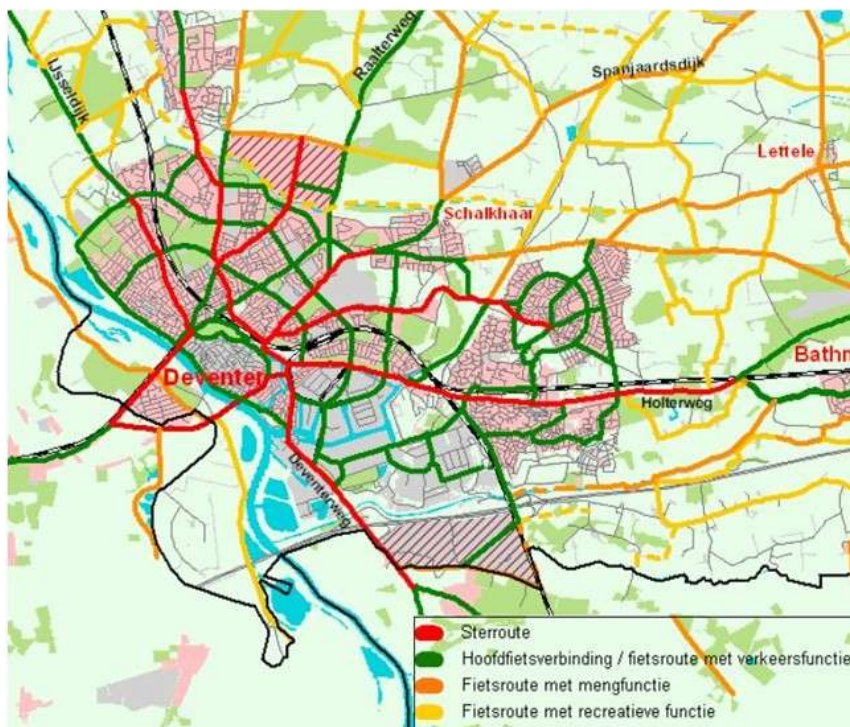 IJsseldijk
Raalterweg
Spanjaardsdijk
Lettele
Schalkhaar
Deventer
Bathm
Holterweg
Deventerweg
Sterroute
Hoofdfietsverbinding / fietsroute met verkeersfunctie
Fietsroute met mengfunctie
Fietsroute met recreatieve functie